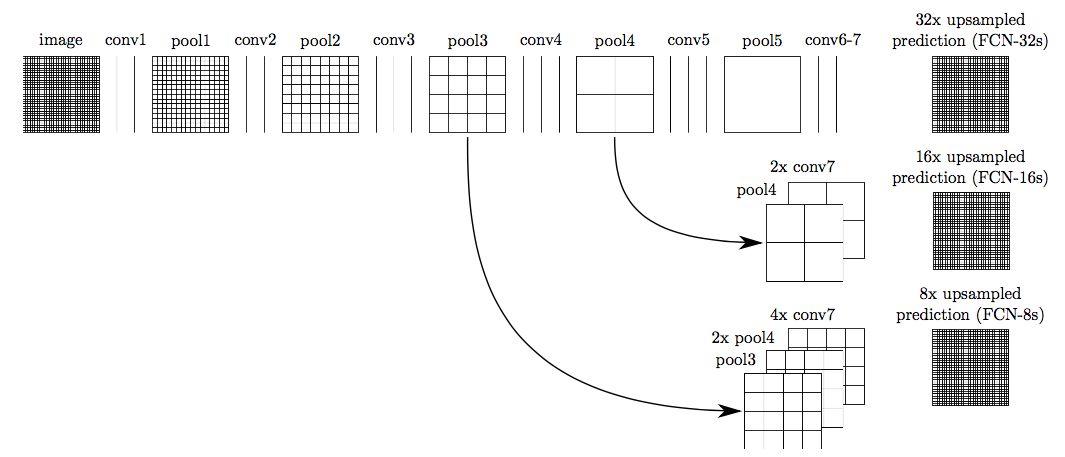 image
conv1
pool1
conv2
pool2
conv3
pool3
conv4
pool4
conv5
pool5
conv6-7
32x upsampled
prediction (FCN-32s)
2x conv7
pool4
16x upsampled
prediction (FCN-16s)
4x conv7
2x pool4
pool3
8x upsampled
prediction (FCN-8s)